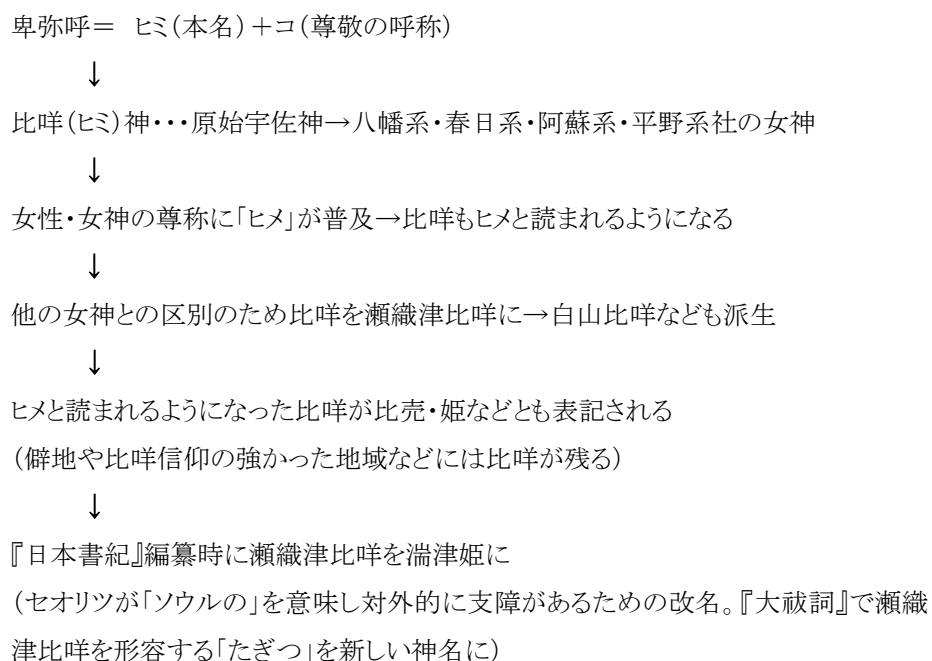 卑弥呼＝　ヒミ（本名）＋コ（尊敬の呼称）
↓
比咩（ヒミ）神・・・原始宇佐神→八幡系・春日系・阿蘇系・平野系社の女神
↓
女性・女神の尊称に「ヒメ」が普及→比咩もヒメと読まれるようになる
↓
他の女神との区別のため比咩を瀬織津比咩に→白山比咩なども派生
↓
ヒメと読まれるようになった比咩が比売・姫などとも表記される
（僻地や比咩信仰の強かった地域などには比咩が残る）
↓
『日本書紀』編纂時に瀬織津比咩を湍津姫に
（セオリツが「ソウルの」を意味し対外的に支障があるための改名。『大祓詞』で瀬織
津比咩を形容する「たぎつ」を新しい神名に）